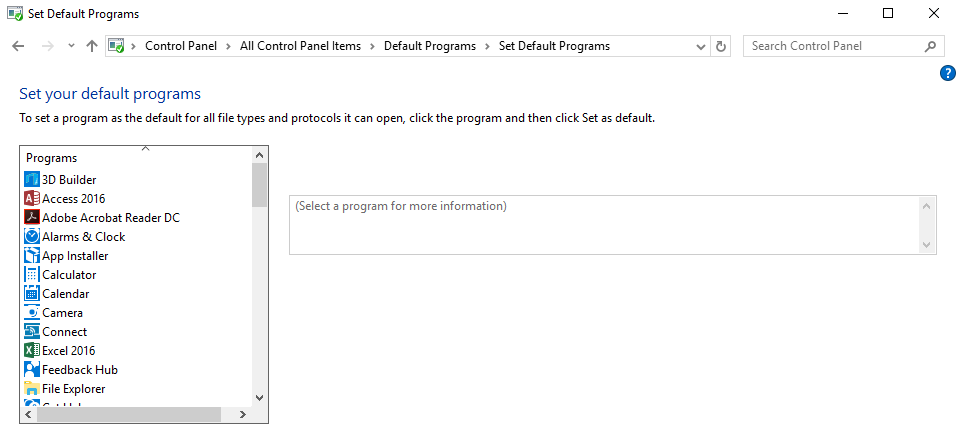 Set Default Programs
Control Panel > All Control Panel Items > Default Programs > Set Default Programs
Search Control Panel
?
Set your default programs
To set a program as the default for all file types and protocols it can open, click the program and then click Set as default.
Programs
3D Builder
Access 2016
Adobe Acrobat Reader DC
Alarms & Clock
App Installer
Calculator
Calendar
Camera
Connect
Excel 2016
Feedback Hub
File Explorer
(Select a program for more information)